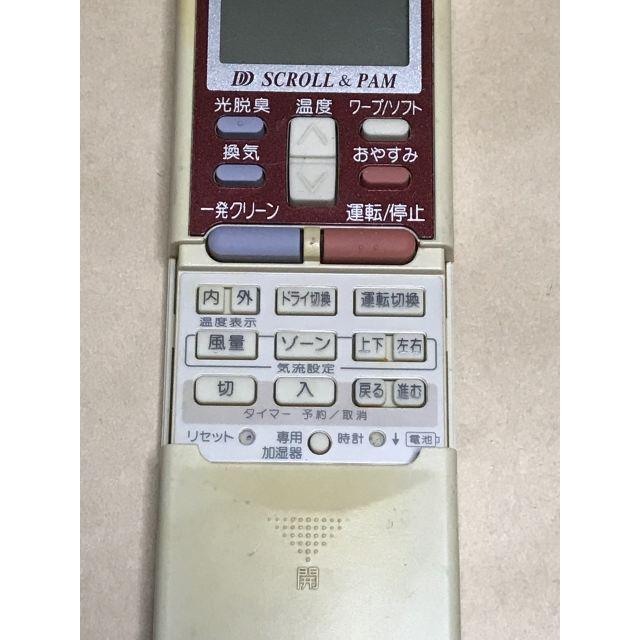 DD SCROLL & PAM
光脱臭 温度 ワープ/ソフト
換気 おやすみ
一発クリーン 運転/停止
内 外 ドライ切換 運転切換
温度表示
風量 ゾーン 上下 左右
気流設定
切 入 戻る 進む
タイマー 予約/取消
リセット 専用 時計 ↓ 電池
加湿器
開